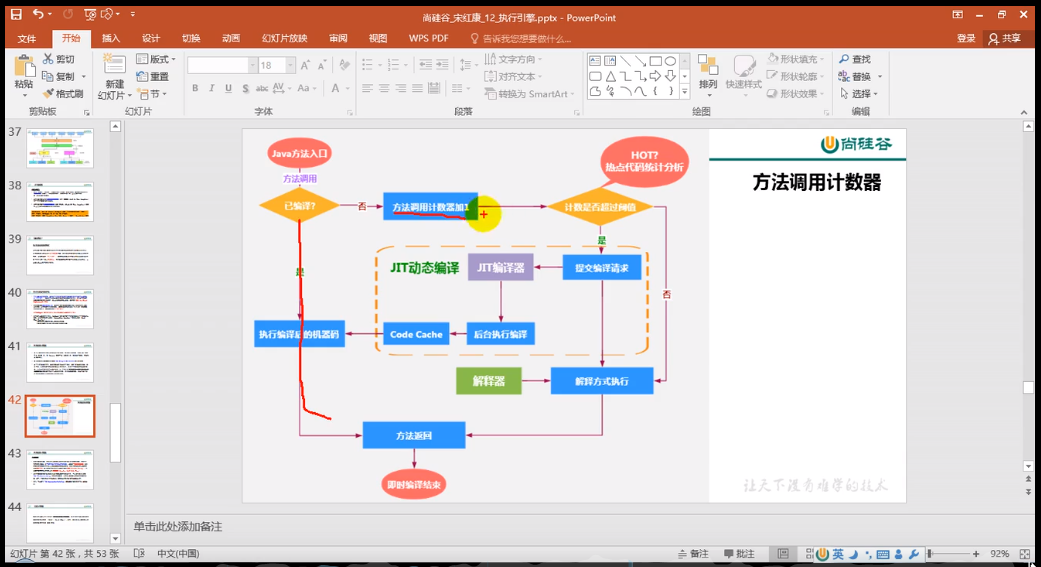 尚硅谷_宋红康_12_执行引擎.pptx - PowerPoint
文件 开始 插入 设计 切换 动画 幻灯片放映 审阅 视图 WPS PDF 告诉我您想要做什么... 登录 共享
粘贴
剪切
复制
格式刷
剪贴板
新建
幻灯片
版式
重置
节
幻灯片
18
B I U S abc AV Aa A
字体
文字方向
对齐文本
转换为 SmartArt
段落
排列
快速样式
形状填充
形状轮廓
形状效果
绘图
查找
替换
选择
编辑
37
38
39
40
41
42
43
44
尚硅谷
方法调用计数器
Java方法入口
HOT?
热点代码统计分析
方法调用
已编译?
否
方法调用计数器加1
计数是否超过阀值
是
是
否
JIT动态编译
JIT编译器
提交编译请求
执行编译后的机器码
Code Cache
后台执行编译
解释器
解释方式执行
方法返回
即时编译结束
让天下没有难学的技术
单击此处添加备注
幻灯片 第 42 张，共 53 张 中文(中国) 备注 批注 英 92%